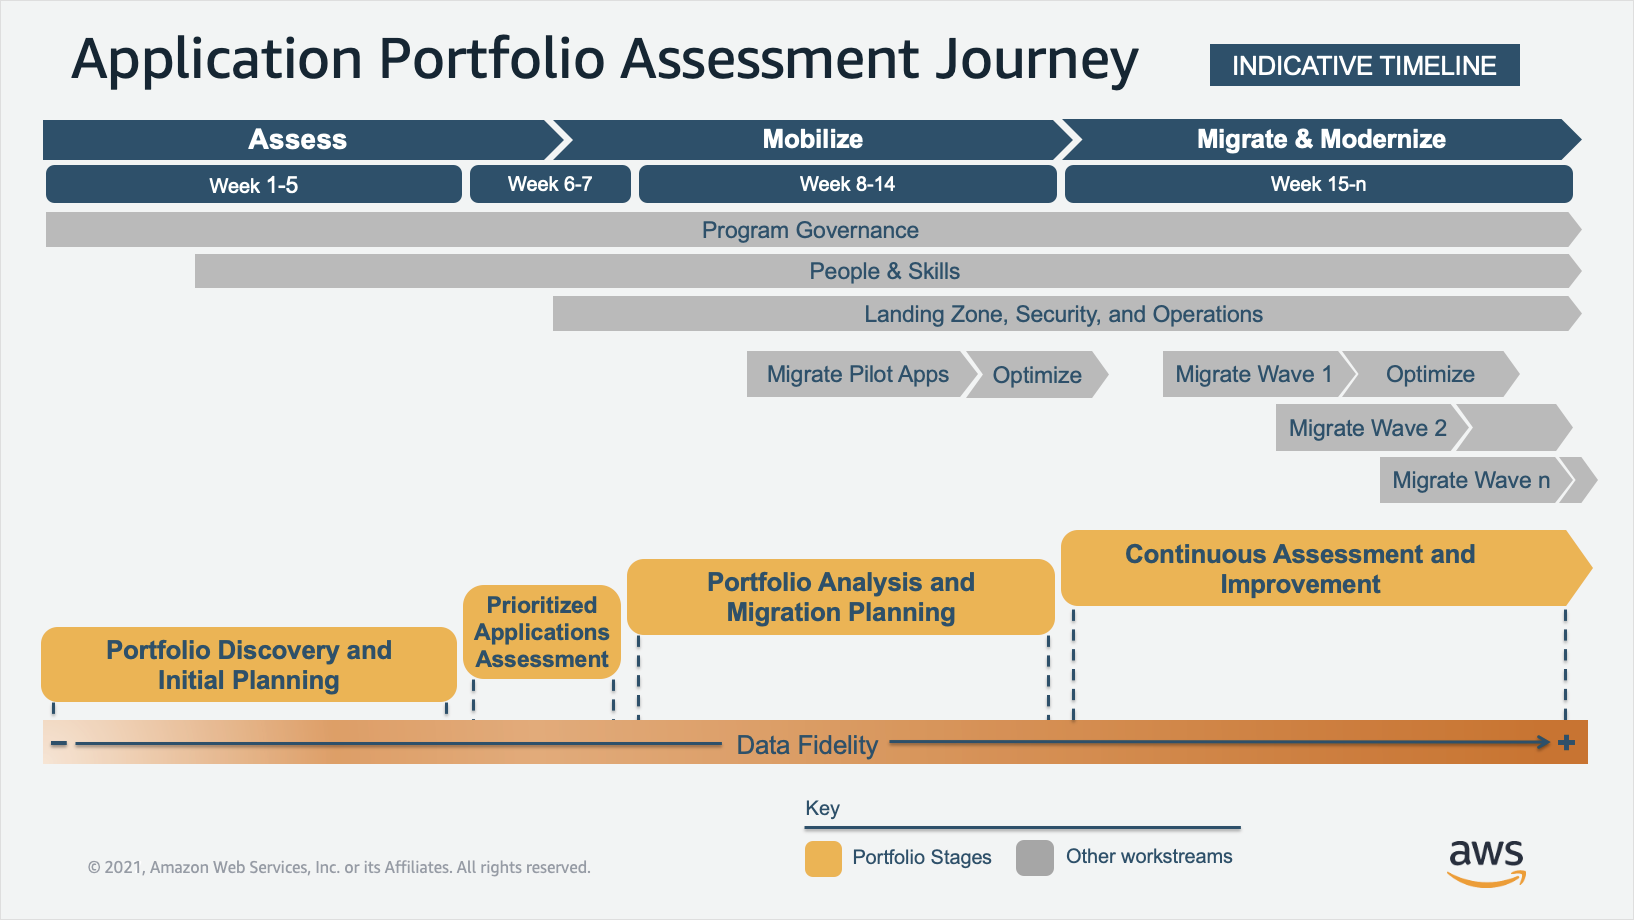 Application Portfolio Assessment Journey
INDICATIVE TIMELINE
Assess
Mobilize
Migrate & Modernize
Week 1-5
Week 6-7
Week 8-14
Week 15-n
Program Governance
People & Skills
Landing Zone, Security, and Operations
Migrate Pilot Apps
Optimize
Migrate Wave 1
Optimize
Migrate Wave 2
Migrate Wave n
Continuous Assessment and
Improvement
Portfolio Analysis and
Migration Planning
Prioritized
Applications
Assessment
Portfolio Discovery and
Initial Planning
− Data Fidelity +
Key
Portfolio Stages
Other workstreams
© 2021, Amazon Web Services, Inc. or its Affiliates. All rights reserved.
aws